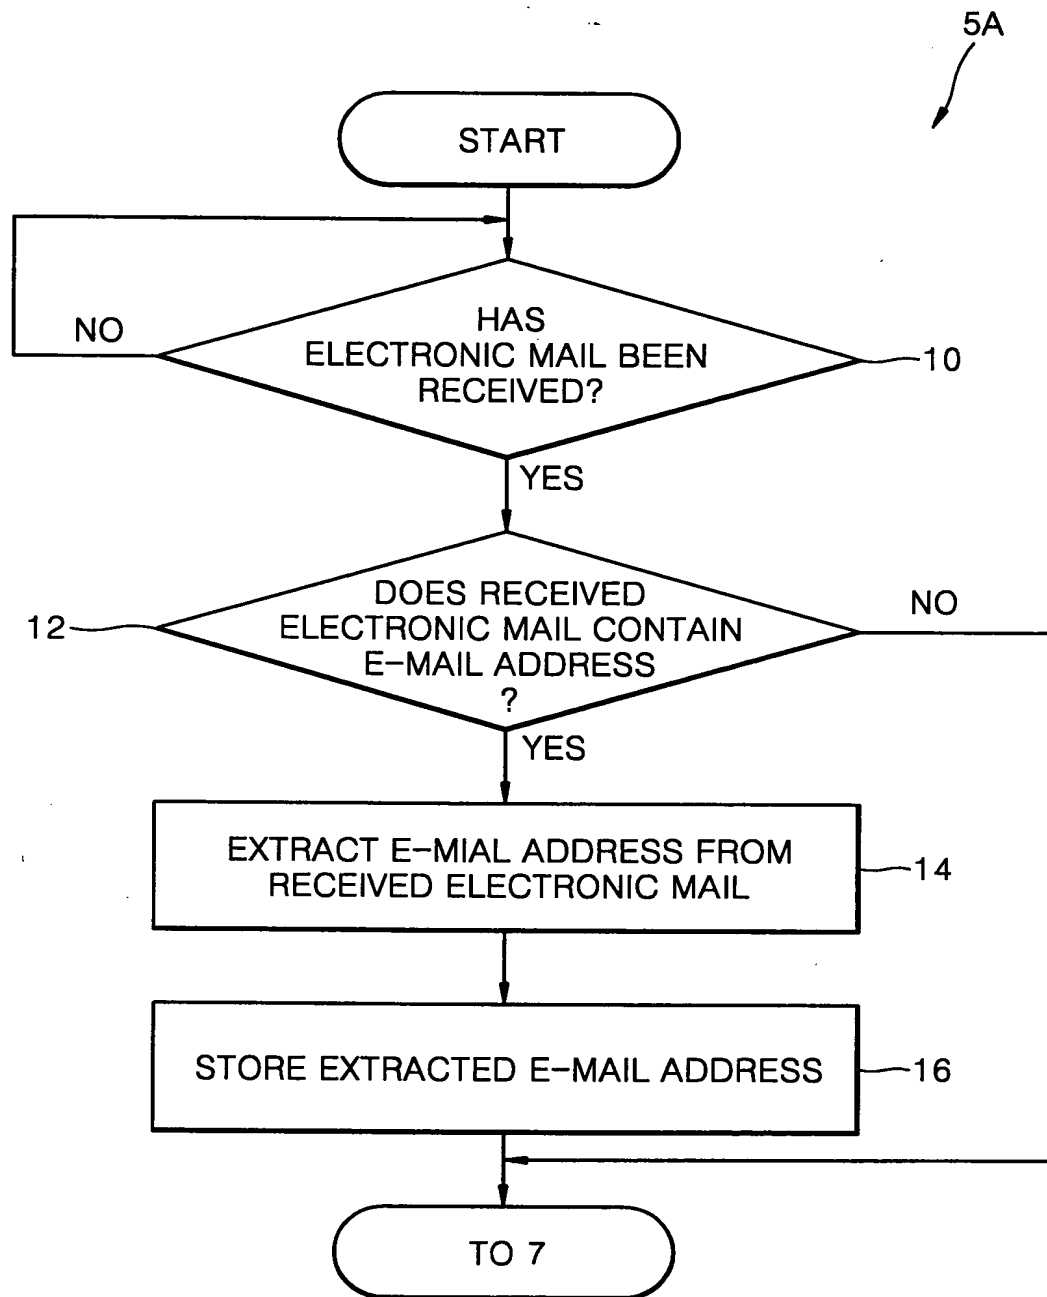 5A
START
NO
HAS
ELECTRONIC MAIL BEEN
RECEIVED?
10
YES
12
DOES RECEIVED
ELECTRONIC MAIL CONTAIN
E-MAIL ADDRESS
?
NO
YES
EXTRACT E-MIAL ADDRESS FROM
RECEIVED ELECTRONIC MAIL
14
STORE EXTRACTED E-MAIL ADDRESS
16
TO 7